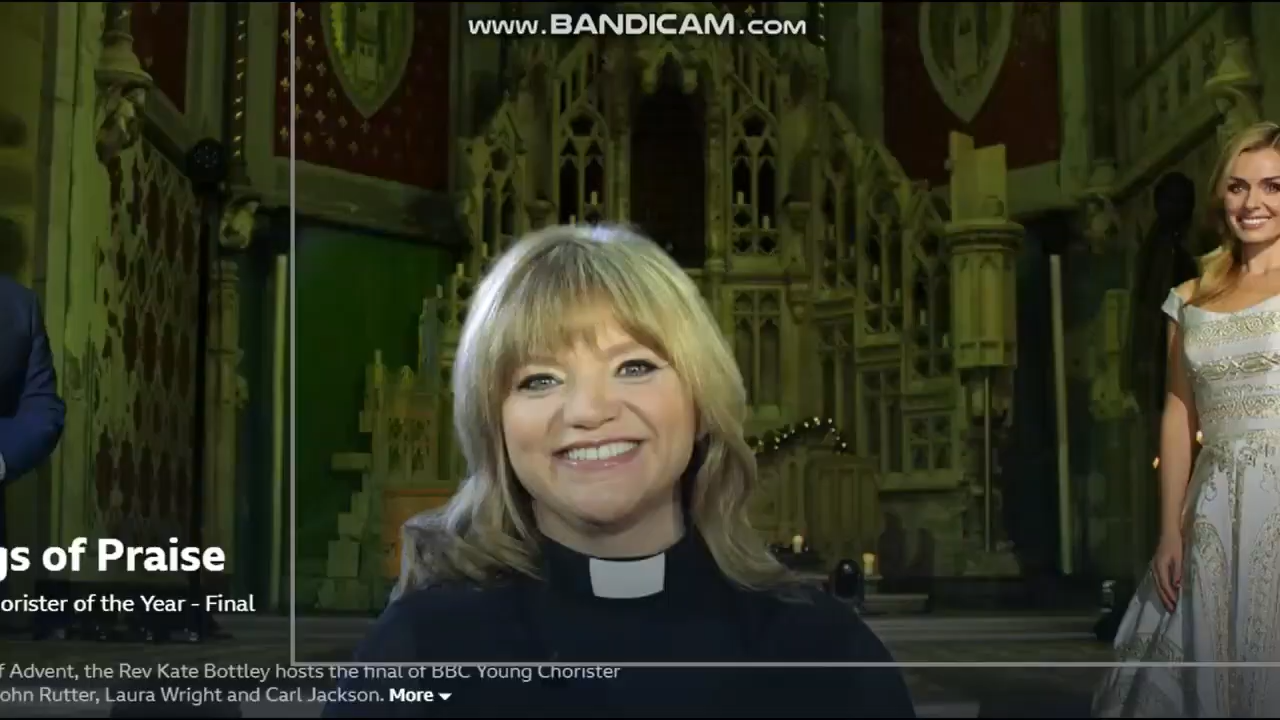 www.BANDICAM.com
gs of Praise
orister of the Year - Final
f Advent, the Rev Kate Bottley hosts the final of BBC Young Chorister
ohn Rutter, Laura Wright and Carl Jackson. More